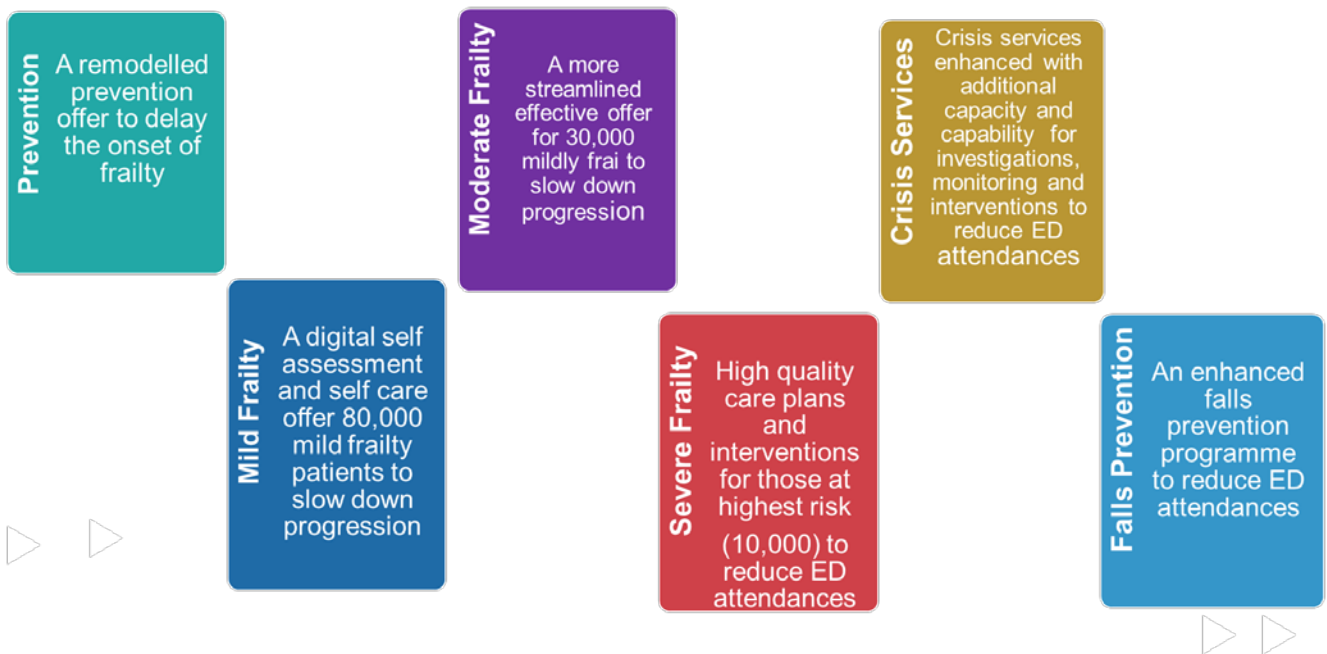 Prevention
A remodelled
prevention
offer to delay
the onset of
frailty
Mild Frailty
A digital self
assessment
and self care
offer 80,000
mild frailty
patients to
slow down
progression
Moderate Frailty
A more
streamlined
effective offer
for 30,000
mildly frai to
slow down
progression
Severe Frailty
High quality
care plans
and
interventions
for those at
highest risk
(10,000) to
reduce ED
attendances
Crisis Services
Crisis services
enhanced with
additional
capacity and
capability for
investigations,
monitoring and
interventions to
reduce ED
attendances
Falls Prevention
An enhanced
falls
prevention
programme
to reduce ED
attendances